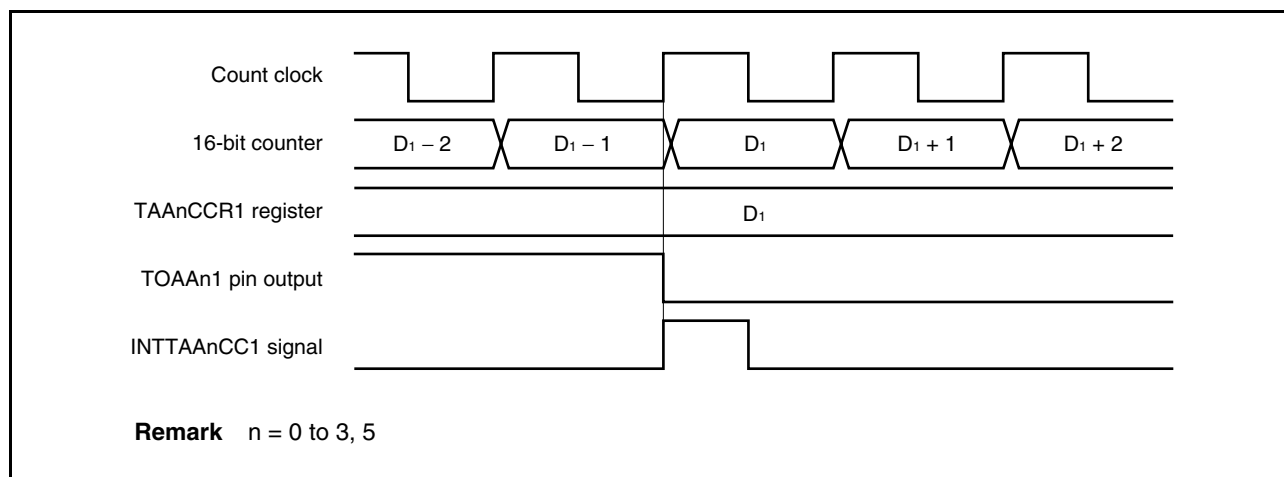 Count clock
16-bit counter
D₁ – 2
D₁ – 1
D₁
D₁ + 1
D₁ + 2
TAAnCCR1 register
D₁
TOAAn1 pin output
INTTAAnCC1 signal
Remark n = 0 to 3, 5